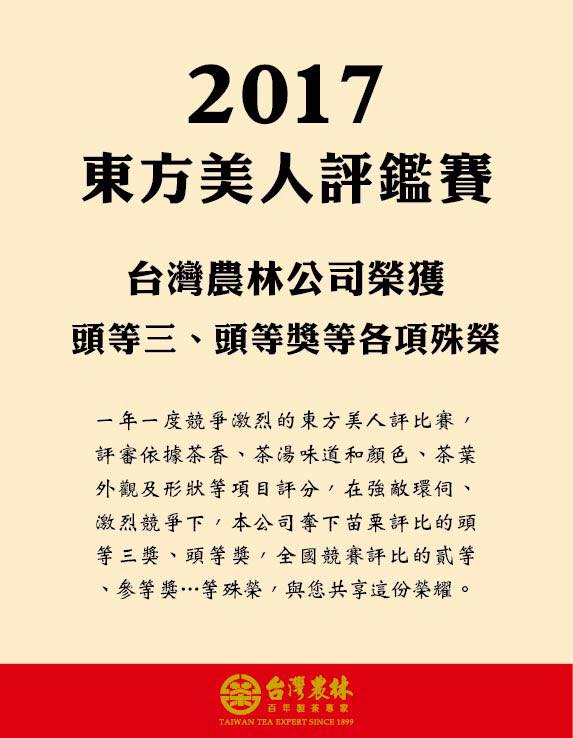 2017
東方美人評鑑賽
台灣農林公司榮獲
頭等三、頭等獎等各項殊榮
一年一度競爭激烈的東方美人評比賽，
評審依據茶香、茶湯味道和顏色、茶葉
外觀及形狀等項目評分，在強敵環伺、
激烈競爭下，本公司奪下苗栗評比的頭
等三獎、頭等獎，全國競賽評比的貳等
、參等獎…等殊榮，與您共享這份榮耀。
台灣農林
百年製茶專家
TAIWAN TEA EXPERT SINCE 1899